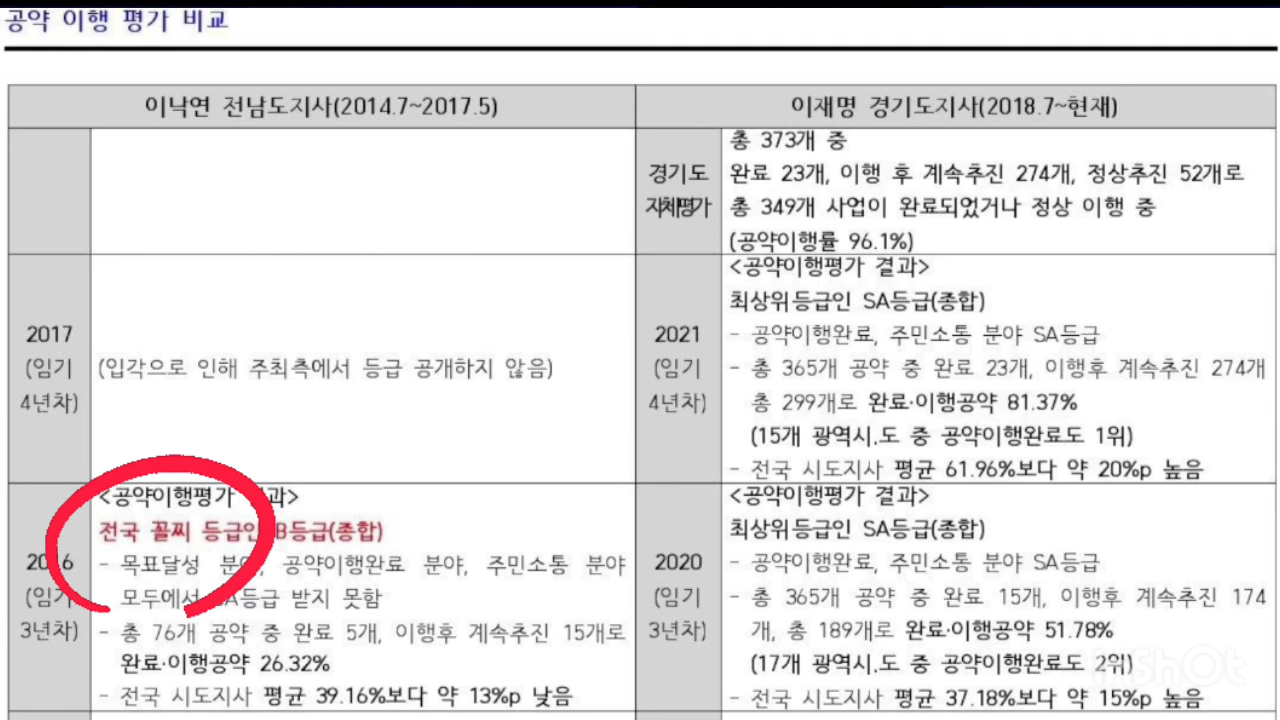 공약 이행 평가 비교
이낙연 전남도지사(2014.7~2017.5)
이재명 경기도지사(2018.7~현재)
경기도
자체평가
총 373개 중
완료 23개, 이행 후 계속추진 274개, 정상추진 52개로
총 349개 사업이 완료되었거나 정상 이행 중
(공약이행률 96.1%)
2017
(임기
4년차)
(입각으로 인해 주최측에서 등급 공개하지 않음)
2021
(임기
4년차)
<공약이행평가 결과>
최상위등급인 SA등급(종합)
- 공약이행완료, 주민소통 분야 SA등급
- 총 365개 공약 중 완료 23개, 이행후 계속추진 274개
총 299개로 완료·이행공약 81.37%
(15개 광역시.도 중 공약이행완료도 1위)
- 전국 시도지사 평균 61.96%보다 약 20%p 높음
2016
(임기
3년차)
<공약이행평가 결과>
전국 꼴찌 등급인 B등급(종합)
- 목표달성 분야, 공약이행완료 분야, 주민소통 분야
모두에서 SA등급 받지 못함
- 총 76개 공약 중 완료 5개, 이행후 계속추진 15개로
완료·이행공약 26.32%
- 전국 시도지사 평균 39.16%보다 약 13%p 낮음
2020
(임기
3년차)
<공약이행평가 결과>
최상위등급인 SA등급(종합)
- 공약이행완료, 주민소통 분야 SA등급
- 총 365개 공약 중 완료 15개, 이행후 계속추진 174
개, 총 189개로 완료·이행공약 51.78%
(17개 광역시.도 중 공약이행완료도 2위)
- 전국 시도지사 평균 37.18%보다 약 15%p 높음
InShOt